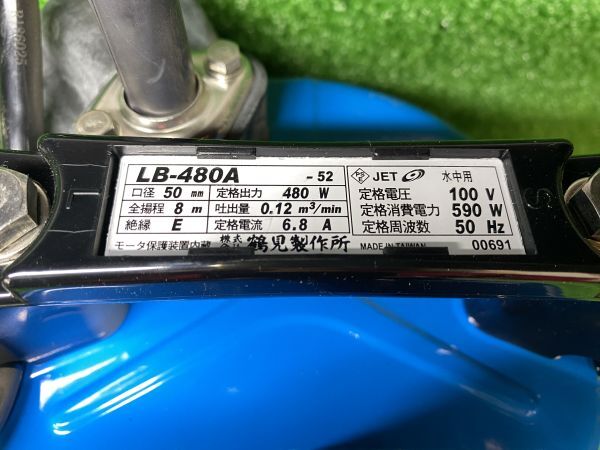 LB-480A -52 PSE JET 水中用
口径 50 mm 定格出力 480 W 定格電圧 100 V
全揚程 8 m 吐出量 0.12 m³/min 定格消費電力 590 W
絶縁 E 定格電流 6.8 A 定格周波数 50 Hz
モータ保護装置内蔵 株式会社 鶴見製作所 MADE IN TAIWAN 00691